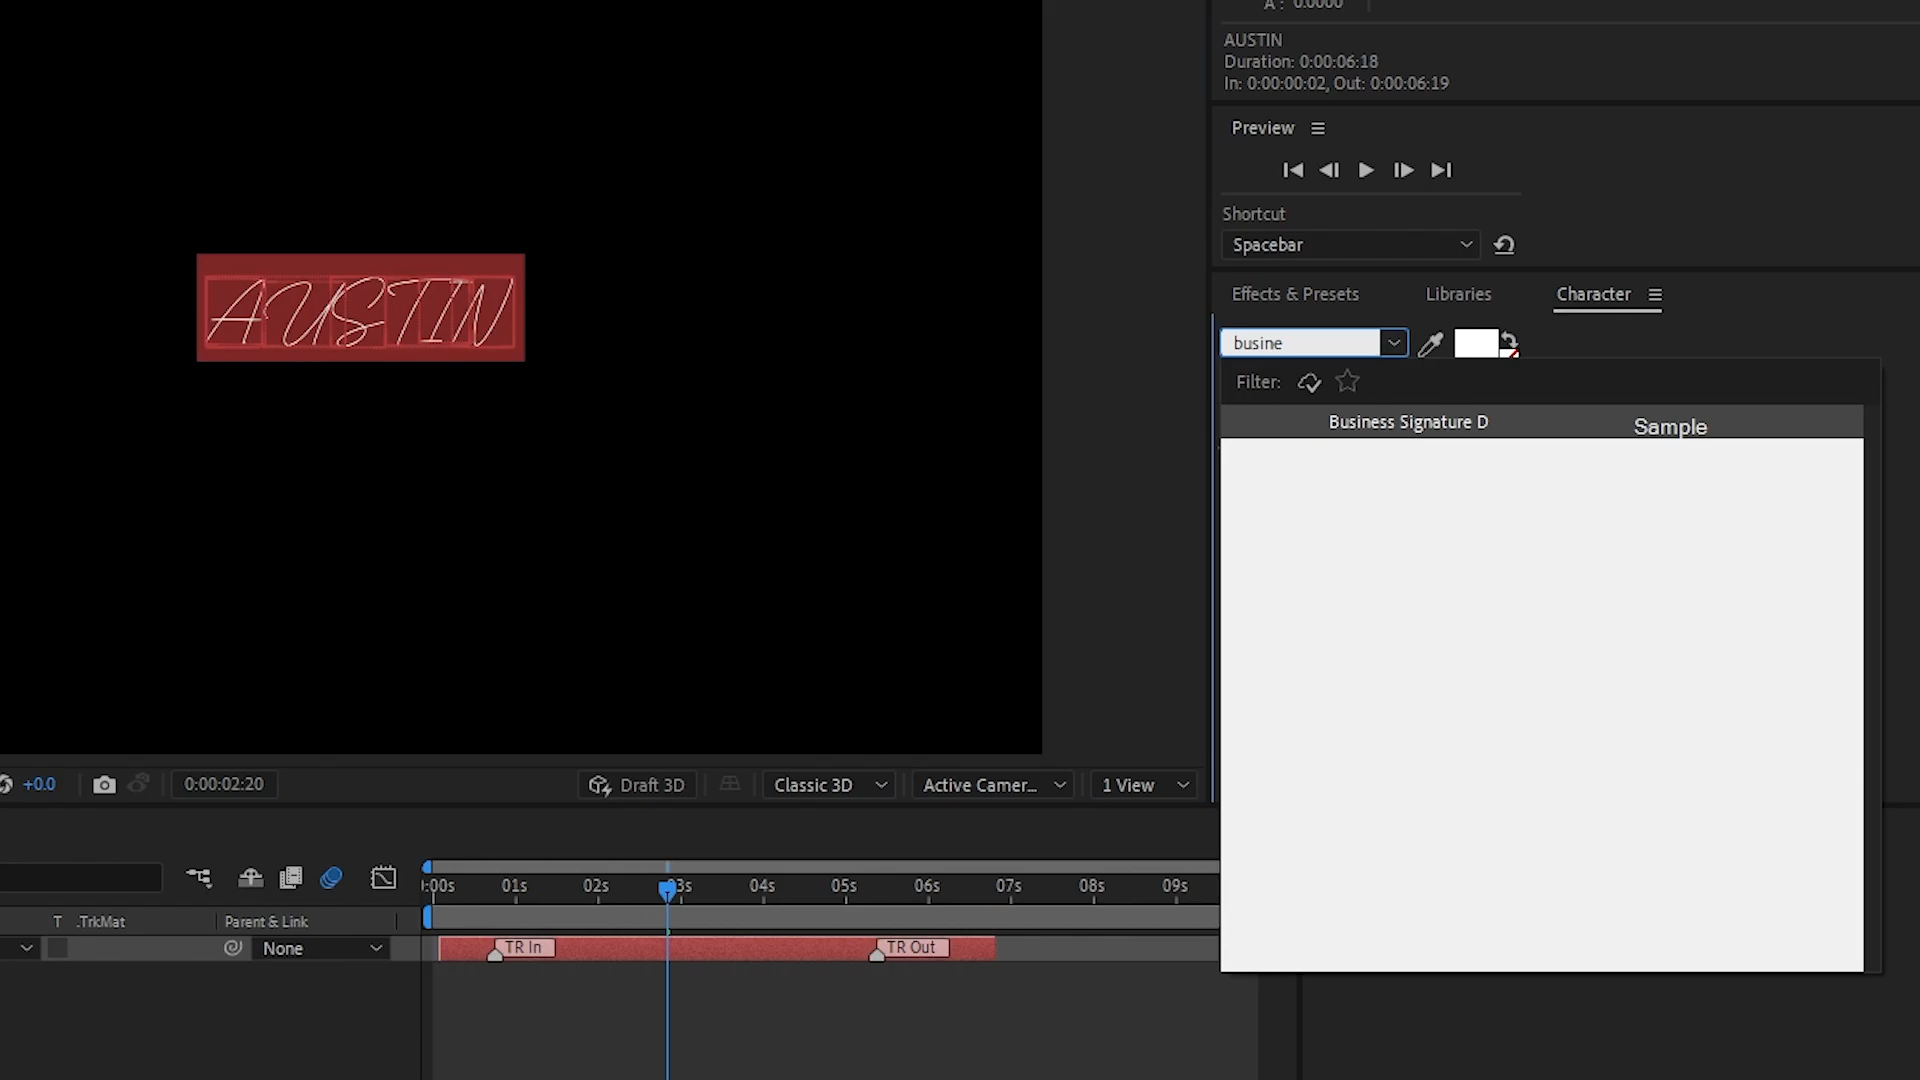 A: 0.0000
AUSTIN
Duration: 0:00:06:18
In: 0:00:00:02, Out: 0:00:06:19
Preview
Shortcut
Spacebar
Effects & Presets Libraries Character
busine
Filter:
Business Signature D Sample
AUSTIN
+0.0 0:00:02:20 Draft 3D Classic 3D Active Camer... 1 View
:00s 01s 02s 03s 04s 05s 06s 07s 08s 09s
T .TrkMat Parent & Link
None TR In TR Out